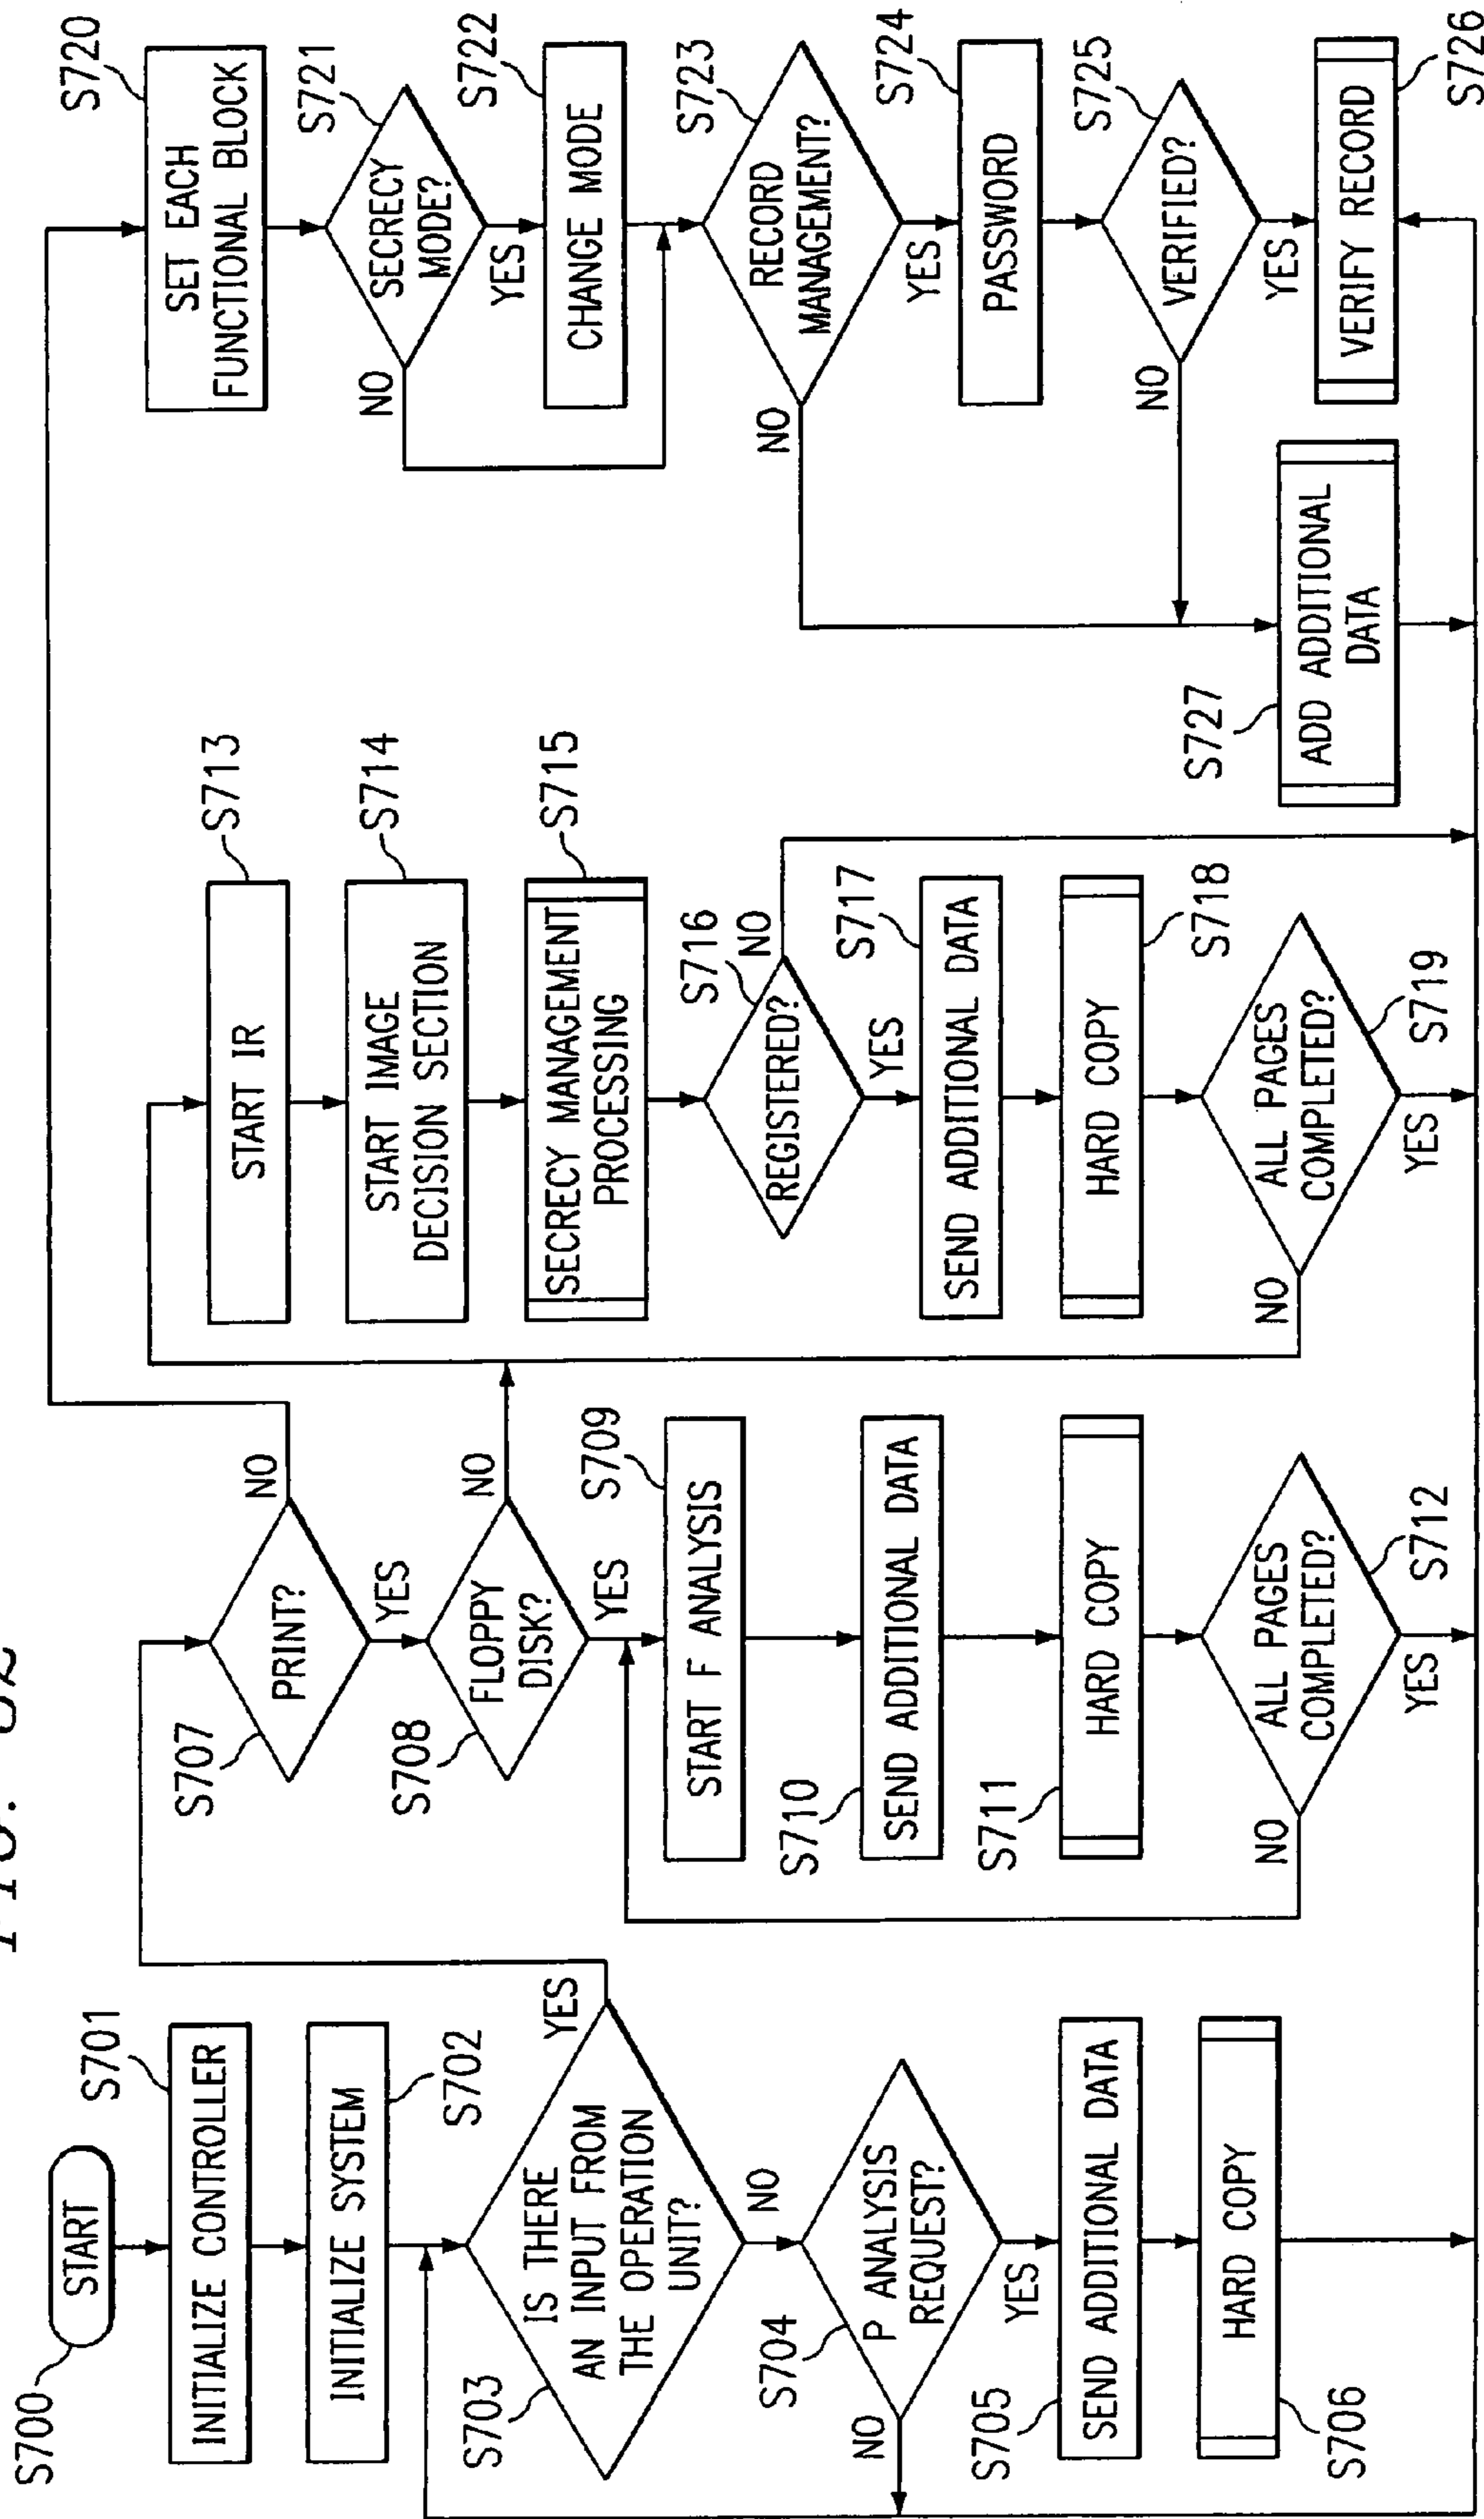 S700
START
S701
INITIALIZE CONTROLLER
INITIALIZE SYSTEM
S702
S703
IS THERE
AN INPUT FROM
THE OPERATION
UNIT?
YES
NO
S704
P ANALYSIS
REQUEST?
NO
YES
S705
SEND ADDITIONAL DATA
HARD COPY
S706
S707
PRINT?
NO
YES
S708
FLOPPY
DISK?
NO
YES
S709
START F ANALYSIS
S710
SEND ADDITIONAL DATA
S711
HARD COPY
ALL PAGES
COMPLETED?
S712
NO
YES
S713
START IR
S714
START IMAGE
DECISION SECTION
S715
SECRECY MANAGEMENT
PROCESSING
S716
REGISTERED?
NO
YES
S717
SEND ADDITIONAL DATA
HARD COPY
S718
ALL PAGES
COMPLETED?
S719
NO
YES
S720
SET EACH
FUNCTIONAL BLOCK
S721
SECRECY
MODE?
NO
YES
S722
CHANGE MODE
S723
RECORD
MANAGEMENT?
NO
YES
S724
PASSWORD
S725
VERIFIED?
NO
YES
VERIFY RECORD
S726
S727
ADD ADDITIONAL
DATA